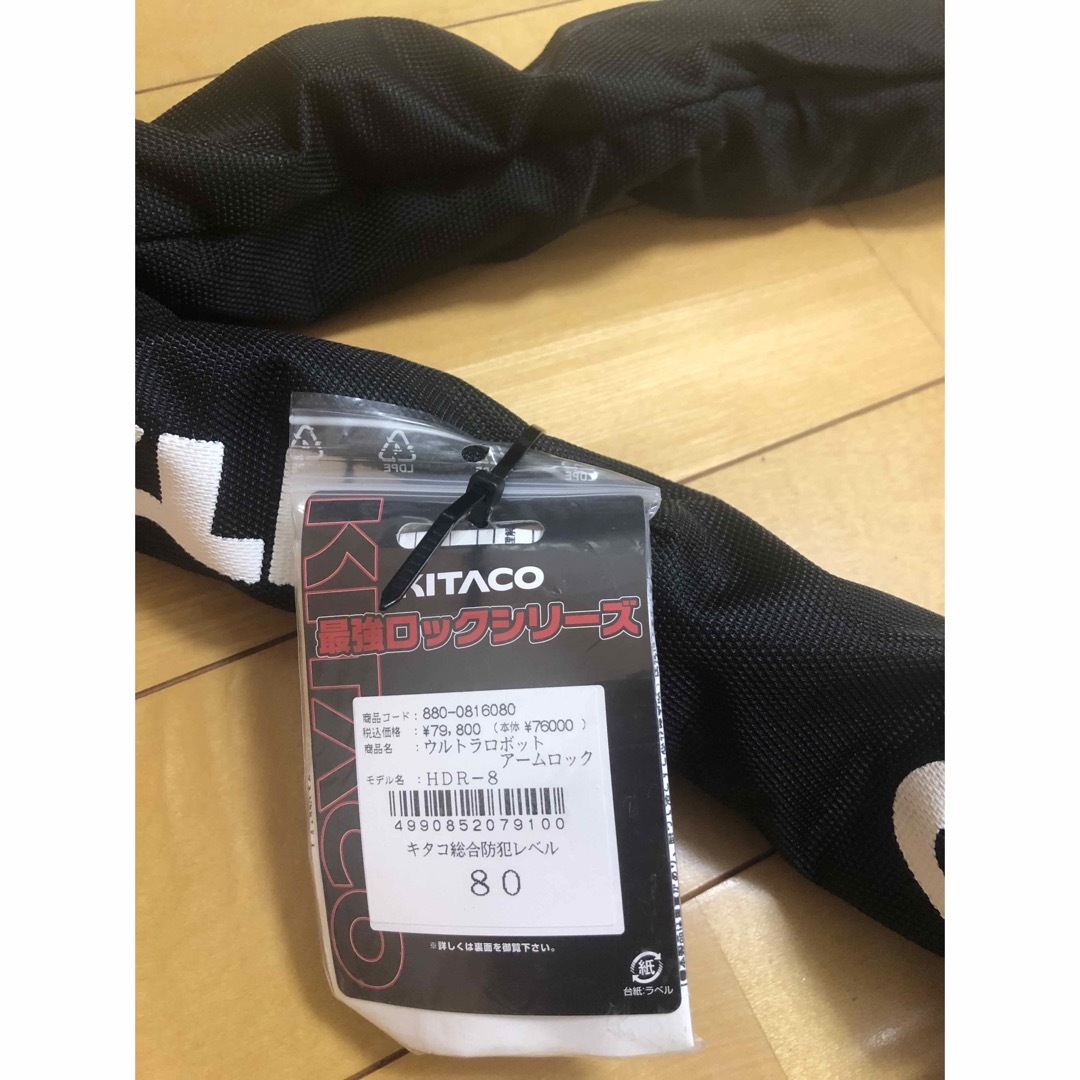 LDPE
LDPE
KITACO
KITACO
最強ロックシリーズ
商品コード : 880-0816080
税込価格 : ¥79,800 (本体 ¥76000 )
商品名 : ウルトラロボット
アームロック
モデル名 : HDR-8
4990852079100
キタコ総合防犯レベル
80
※詳しくは裏面を御覧下さい。
紙
台紙:ラベル